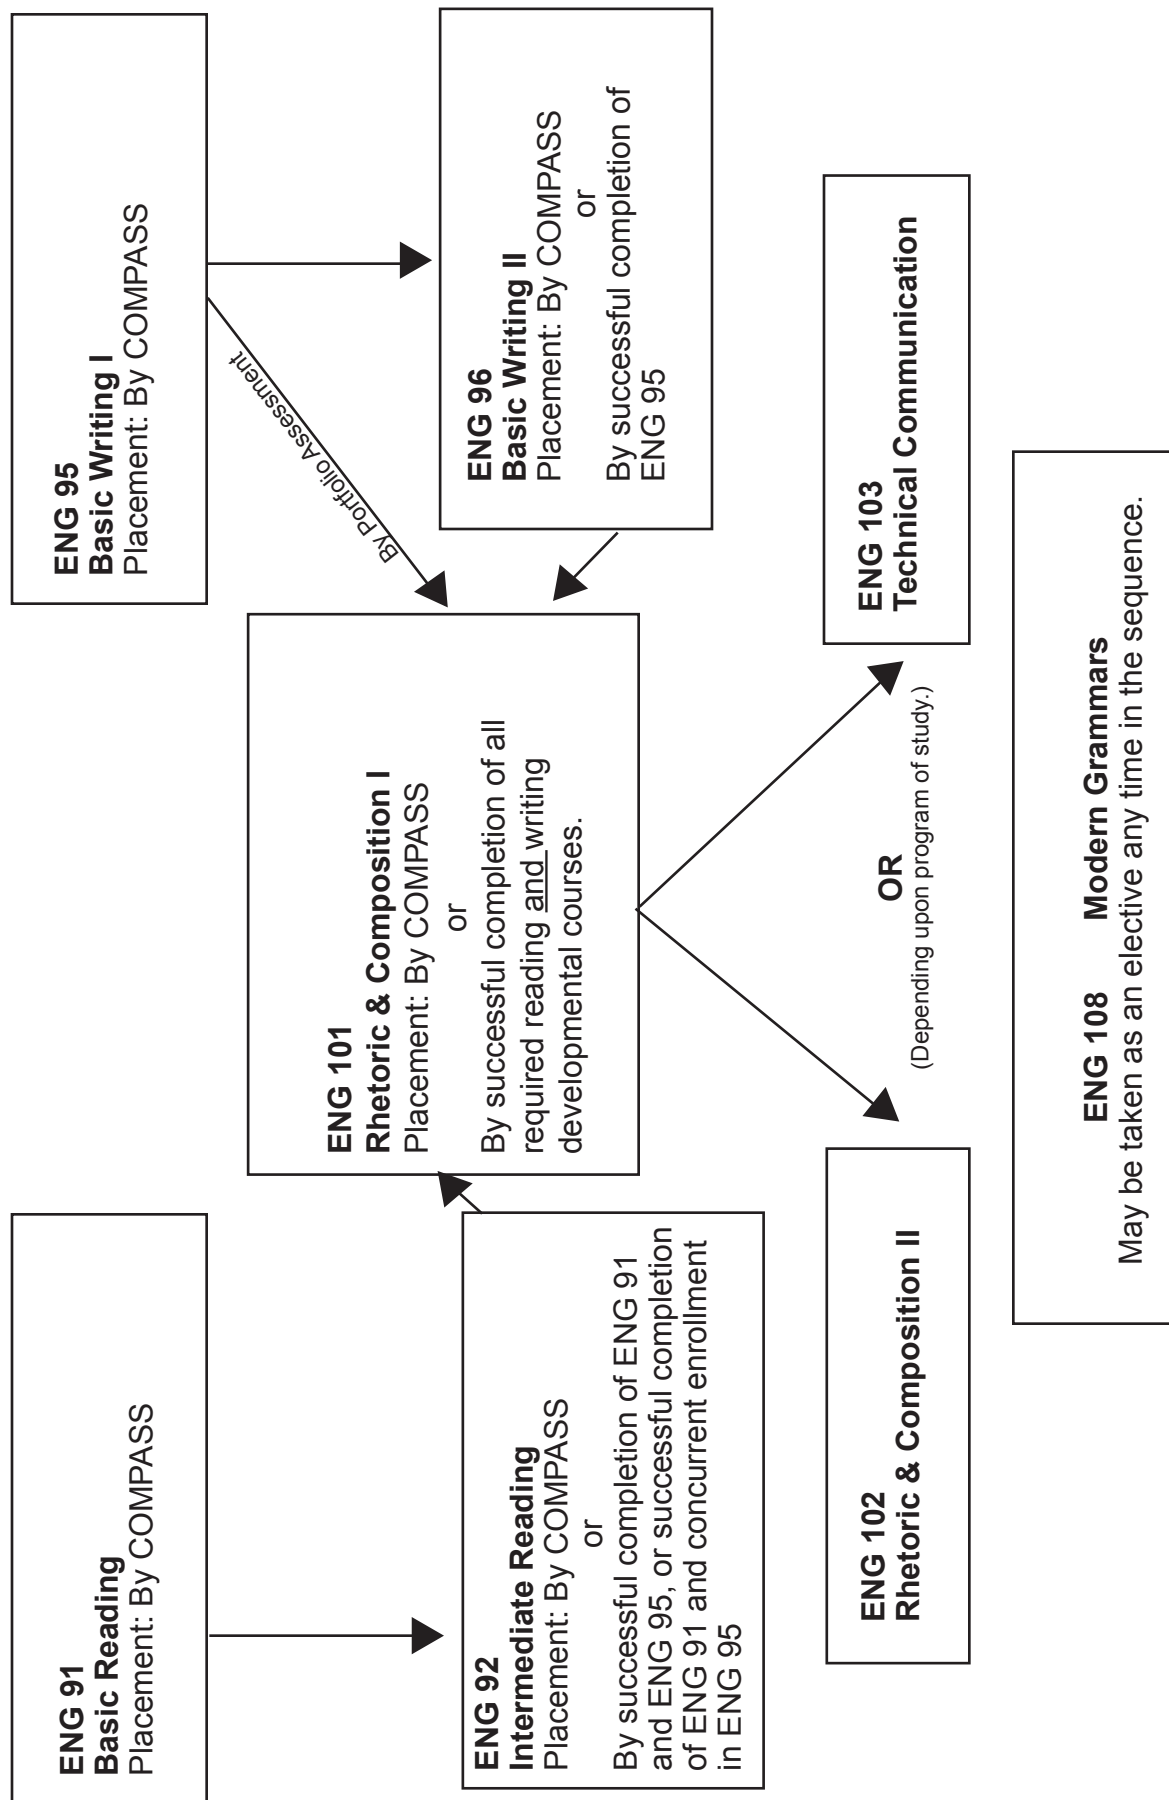 ENG 91
Basic Reading
Placement: By COMPASS
ENG 95
Basic Writing I
Placement: By COMPASS
By Portfolio Assessment
ENG 101
Rhetoric & Composition I
Placement: By COMPASS
or
By successful completion of all
required reading and writing
developmental courses.
ENG 92
Intermediate Reading
Placement: By COMPASS
or
By successful completion of ENG 91
and ENG 95, or successful completion
of ENG 91 and concurrent enrollment
in ENG 95
ENG 96
Basic Writing II
Placement: By COMPASS
or
By successful completion of
ENG 95
ENG 102
Rhetoric & Composition II
OR
(Depending upon program of study.)
ENG 103
Technical Communication
ENG 108 Modern Grammars
May be taken as an elective any time in the sequence.